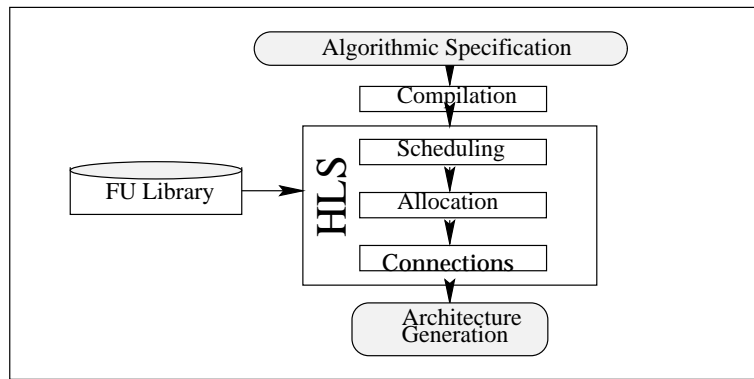 Algorithmic Specification
Compilation
Scheduling
FU Library
HLS
Allocation
Connections
Architecture
Generation